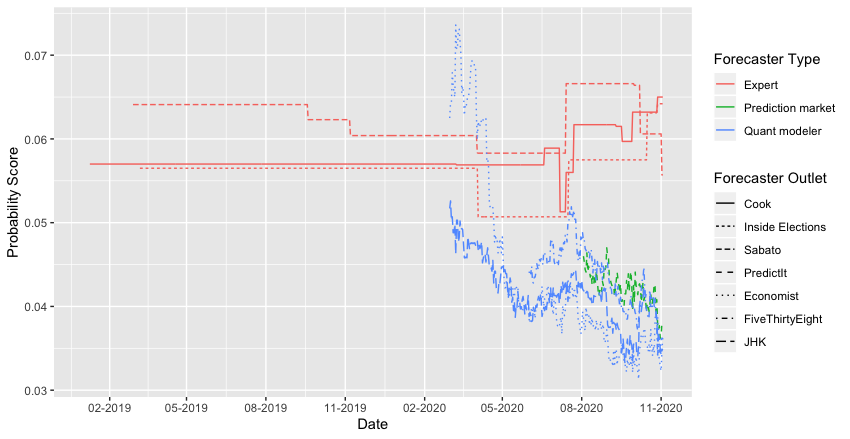 0.07
0.06
0.05
0.04
0.03
Probability Score
02-2019 05-2019 08-2019 11-2019 02-2020 05-2020 08-2020 11-2020
Date
Forecaster Type
Expert
Prediction market
Quant modeler
Forecaster Outlet
Cook
Inside Elections
Sabato
PredictIt
Economist
FiveThirtyEight
JHK